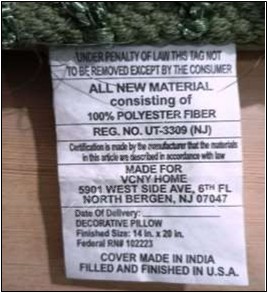 UNDER PENALTY OF LAW THIS TAG NOT
TO BE REMOVED EXCEPT BY THE CONSUMER
ALL NEW MATERIAL
consisting of
100% POLYESTER FIBER
REG. NO. UT-3309 (NJ)
Certification is made by the manufacturer that the materials
in this article are described in accordance with law
MADE FOR
VCNY HOME
5901 WEST SIDE AVE, 6TH FL
NORTH BERGEN, NJ 07047
Date Of Delivery:
DECORATIVE PILLOW
Finished Size: 14 in. x 20 in.
Federal RN# 102223
COVER MADE IN INDIA
FILLED AND FINISHED IN U.S.A.